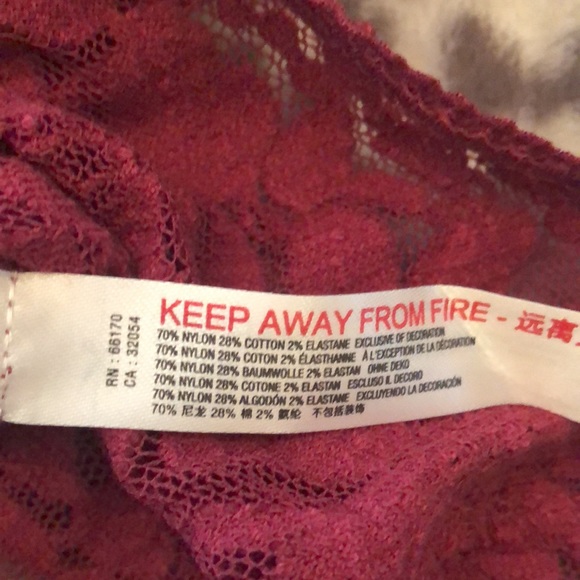 KEEP AWAY FROM FIRE - 远离
70% NYLON 28% COTTON 2% ELASTANE EXCLUSIVE OF DECORATION
70% NYLON 28% COTON 2% ÉLASTHANNE À L'EXCEPTION DE LA DÉCORATION
70% NYLON 28% BAUMWOLLE 2% ELASTAN OHNE DEKO
70% NYLON 28% COTONE 2% ELASTAN ESCLUSO IL DECORO
70% NYLON 28% ALGODÓN 2% ELASTANE EXCLUYENDO LA DECORACIÓN
70% 尼龙 28% 棉 2% 氨纶 不包括装饰
RN : 66170
CA : 32054